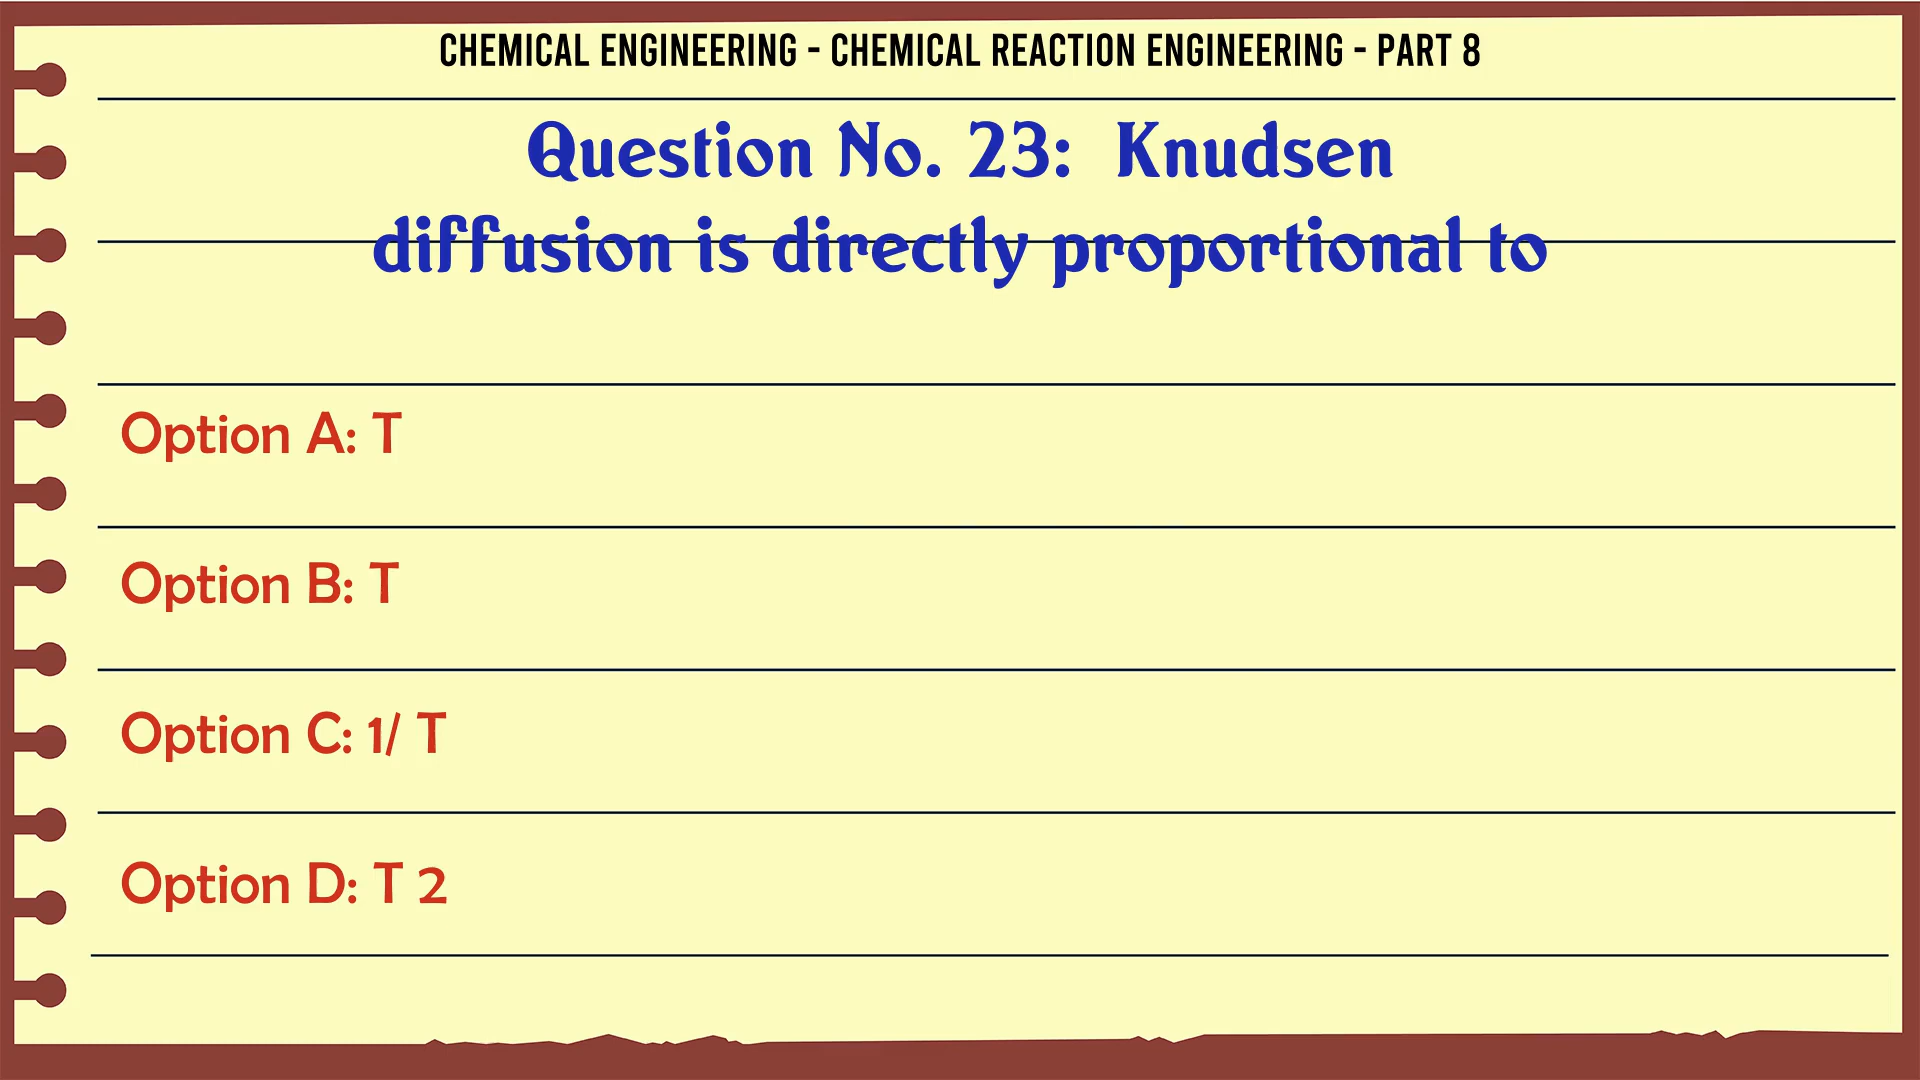 CHEMICAL ENGINEERING - CHEMICAL REACTION ENGINEERING - PART 8
Question No. 23: Knudsen
diffusion is directly proportional to
Option A: T
Option B: T
Option C: 1/ T
Option D: T 2